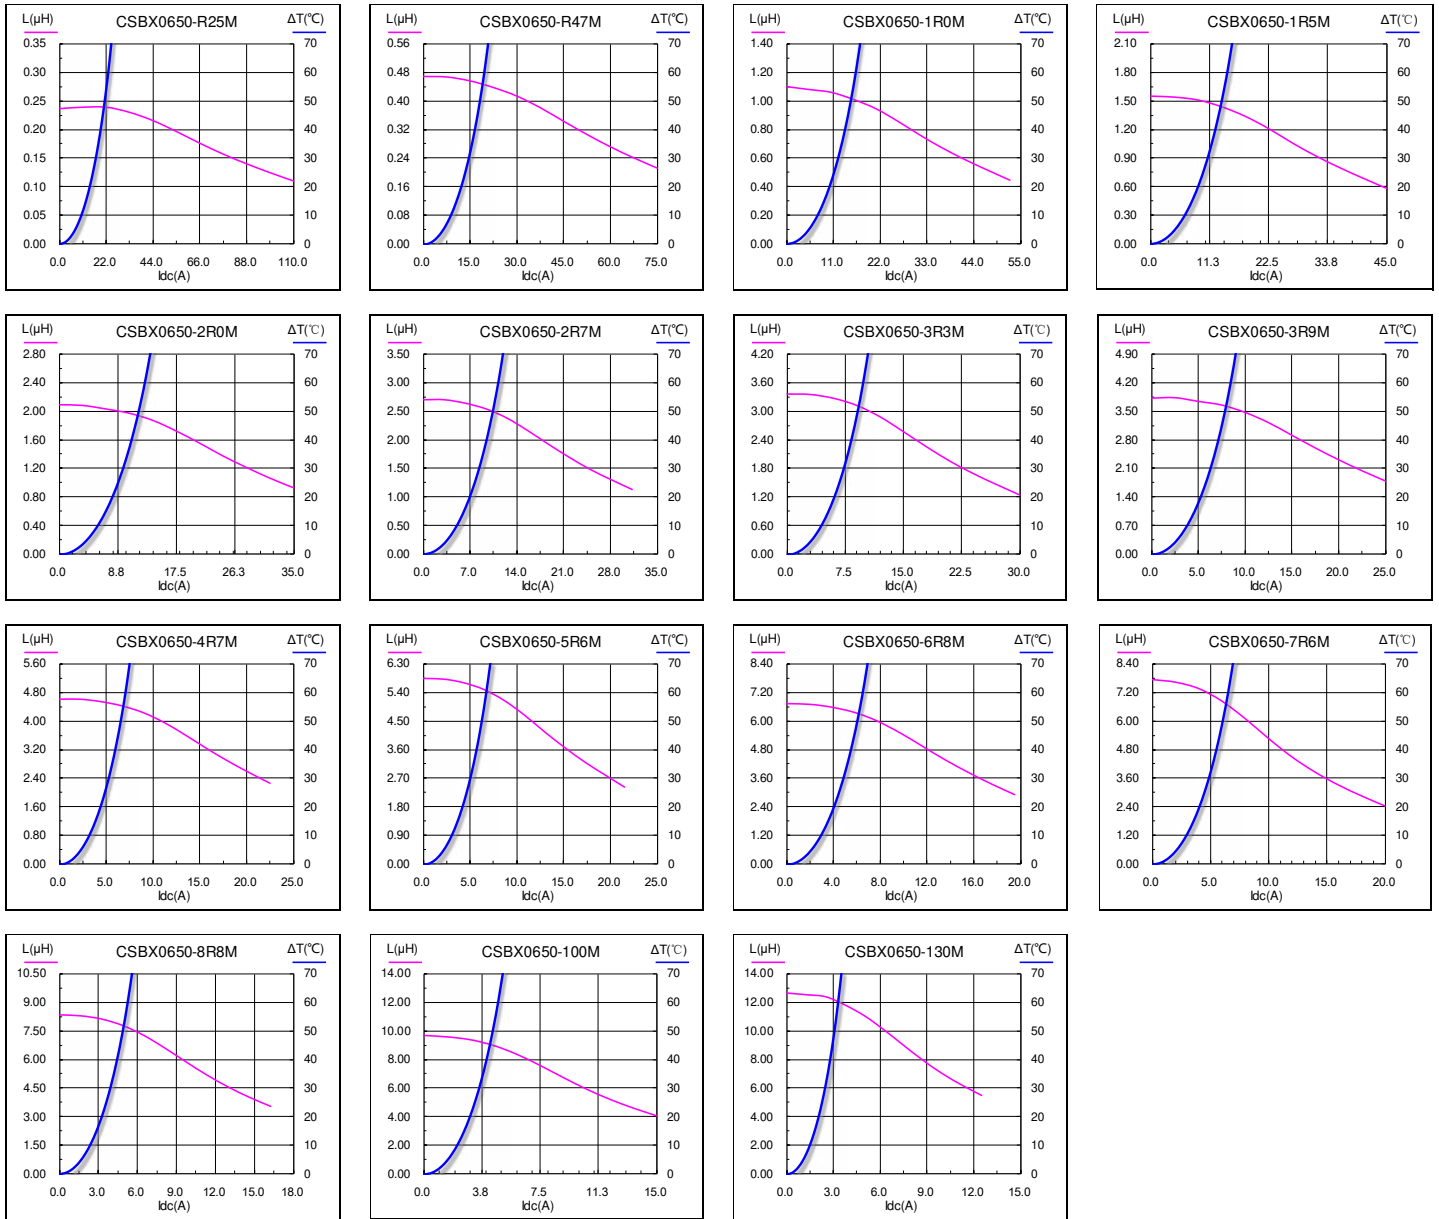 L(μH) CSBX0650-R25M ΔT(℃)
0.35 70
0.30 60
0.25 50
0.20 40
0.15 30
0.10 20
0.05 10
0.00 0
0.0 22.0 44.0 66.0 88.0 110.0
Idc(A)
L(μH) CSBX0650-R47M ΔT(℃)
0.56 70
0.48 60
0.40 50
0.32 40
0.24 30
0.16 20
0.08 10
0.00 0
0.0 15.0 30.0 45.0 60.0 75.0
Idc(A)
L(μH) CSBX0650-1R0M ΔT(℃)
1.40 70
1.20 60
1.00 50
0.80 40
0.60 30
0.40 20
0.20 10
0.00 0
0.0 11.0 22.0 33.0 44.0 55.0
Idc(A)
L(μH) CSBX0650-1R5M ΔT(℃)
2.10 70
1.80 60
1.50 50
1.20 40
0.90 30
0.60 20
0.30 10
0.00 0
0.0 11.3 22.5 33.8 45.0
Idc(A)
L(μH) CSBX0650-2R0M ΔT(℃)
2.80 70
2.40 60
2.00 50
1.60 40
1.20 30
0.80 20
0.40 10
0.00 0
0.0 8.8 17.5 26.3 35.0
Idc(A)
L(μH) CSBX0650-2R7M ΔT(℃)
3.50 70
3.00 60
2.50 50
2.00 40
1.50 30
1.00 20
0.50 10
0.00 0
0.0 7.0 14.0 21.0 28.0 35.0
Idc(A)
L(μH) CSBX0650-3R3M ΔT(℃)
4.20 70
3.60 60
3.00 50
2.40 40
1.80 30
1.20 20
0.60 10
0.00 0
0.0 7.5 15.0 22.5 30.0
Idc(A)
L(μH) CSBX0650-3R9M ΔT(℃)
4.90 70
4.20 60
3.50 50
2.80 40
2.10 30
1.40 20
0.70 10
0.00 0
0.0 5.0 10.0 15.0 20.0 25.0
Idc(A)
L(μH) CSBX0650-4R7M ΔT(℃)
5.60 70
4.80 60
4.00 50
3.20 40
2.40 30
1.60 20
0.80 10
0.00 0
0.0 5.0 10.0 15.0 20.0 25.0
Idc(A)
L(μH) CSBX0650-5R6M ΔT(℃)
6.30 70
5.40 60
4.50 50
3.60 40
2.70 30
1.80 20
0.90 10
0.00 0
0.0 5.0 10.0 15.0 20.0 25.0
Idc(A)
L(μH) CSBX0650-6R8M ΔT(℃)
8.40 70
7.20 60
6.00 50
4.80 40
3.60 30
2.40 20
1.20 10
0.00 0
0.0 4.0 8.0 12.0 16.0 20.0
Idc(A)
L(μH) CSBX0650-7R6M ΔT(℃)
8.40 70
7.20 60
6.00 50
4.80 40
3.60 30
2.40 20
1.20 10
0.00 0
0.0 5.0 10.0 15.0 20.0
Idc(A)
L(μH) CSBX0650-8R8M ΔT(℃)
10.50 70
9.00 60
7.50 50
6.00 40
4.50 30
3.00 20
1.50 10
0.00 0
0.0 3.0 6.0 9.0 12.0 15.0 18.0
Idc(A)
L(μH) CSBX0650-100M ΔT(℃)
14.00 70
12.00 60
10.00 50
8.00 40
6.00 30
4.00 20
2.00 10
0.00 0
0.0 3.8 7.5 11.3 15.0
Idc(A)
L(μH) CSBX0650-130M ΔT(℃)
14.00 70
12.00 60
10.00 50
8.00 40
6.00 30
4.00 20
2.00 10
0.00 0
0.0 3.0 6.0 9.0 12.0 15.0
Idc(A)